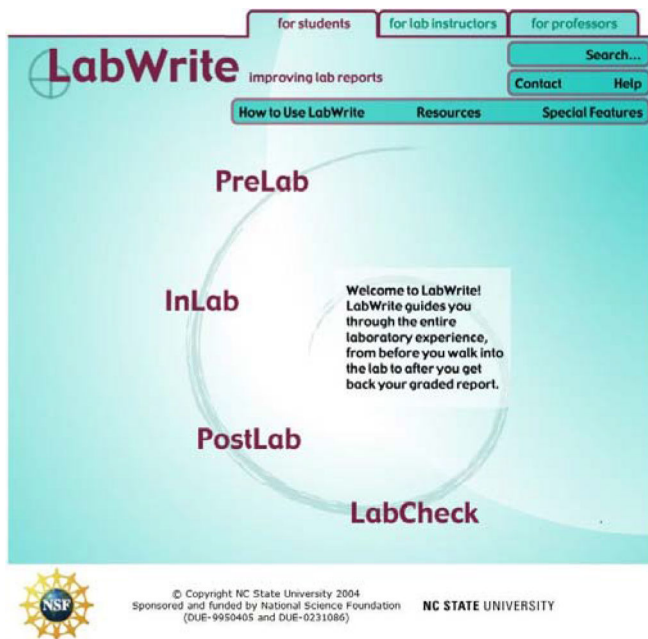 for students
for lab instructors
for professors
LabWrite improving lab reports
Search...
Contact Help
How to Use LabWrite Resources Special Features
PreLab
InLab
Welcome to LabWrite!
LabWrite guides you
through the entire
laboratory experience,
from before you walk into
the lab to after you get
back your graded report.
PostLab
LabCheck
NSF
© Copyright NC State University 2004
Sponsored and funded by National Science Foundation
(DUE-9950405 and DUE-0231086)
NC STATE UNIVERSITY